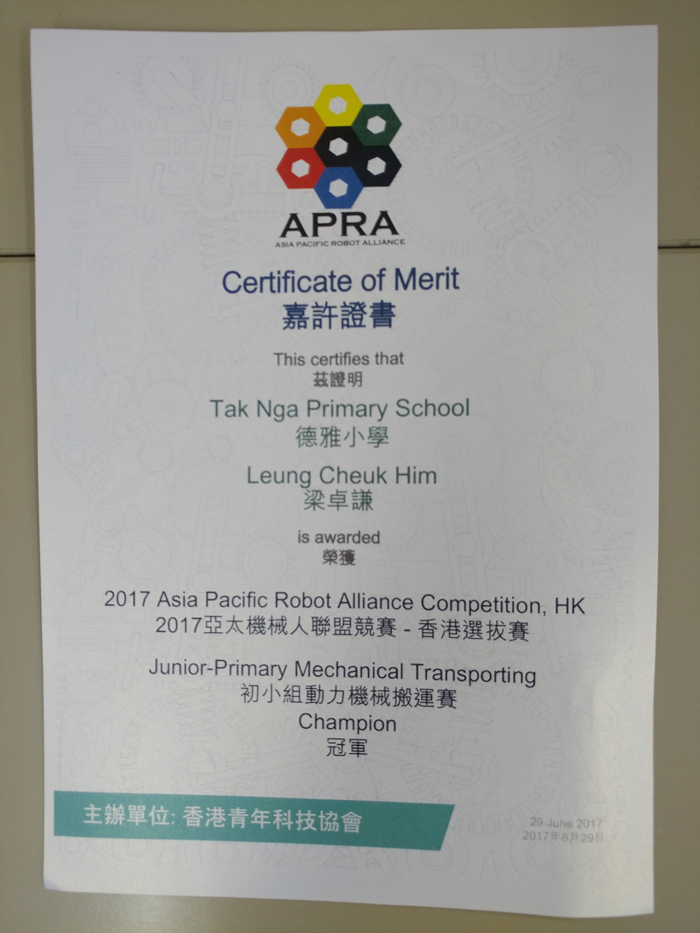 APRA
ASIA PACIFIC ROBOT ALLIANCE
Certificate of Merit
嘉許證書
This certifies that
茲證明
Tak Nga Primary School
德雅小學
Leung Cheuk Him
梁卓謙
is awarded
榮獲
2017 Asia Pacific Robot Alliance Competition, HK
2017亞太機械人聯盟競賽 - 香港選拔賽
Junior-Primary Mechanical Transporting
初小組動力機械搬運賽
Champion
冠軍
主辦單位: 香港青年科技協會
29 June 2017
2017年6月29日